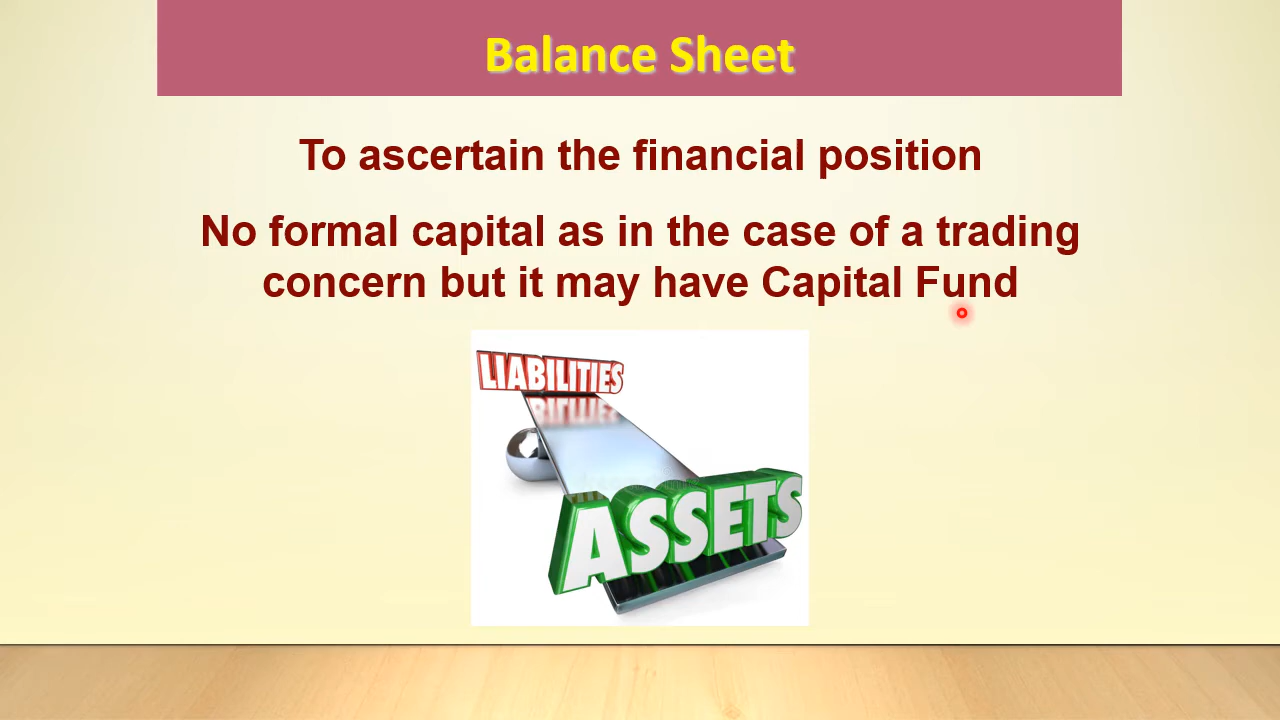 Balance Sheet
To ascertain the financial position
No formal capital as in the case of a trading
concern but it may have Capital Fund
LIABILITIES
ASSETS